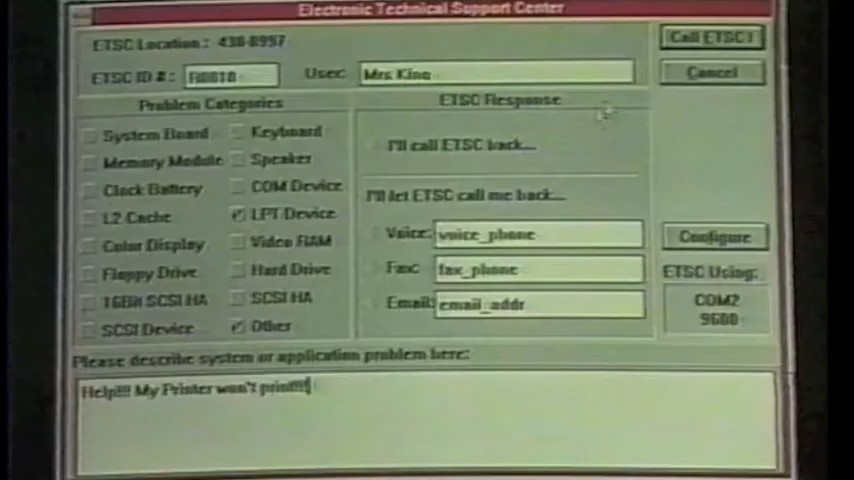 Electronic Technical Support Center
ETSC Location: 438-8997
Call ETSC!
ETSC ID #: R0010
User: Mrs King
Cancel
Problem Categories
ETSC Response
System Board
Keyboard
I'll call ETSC back...
Memory Module
Speaker
Clock Battery
COM Device
I'll let ETSC call me back...
L2 Cache
LPT Device
Voice: voice_phone
Configure
Color Display
Video RAM
Floppy Drive
Hard Drive
Fax: fax_phone
ETSC Using:
16Bit SCSI HA
SCSI HA
Email: email_addr
COM2
9600
SCSI Device
Other
Please describe system or application problem here:
Help!!! My Printer won't print!!!